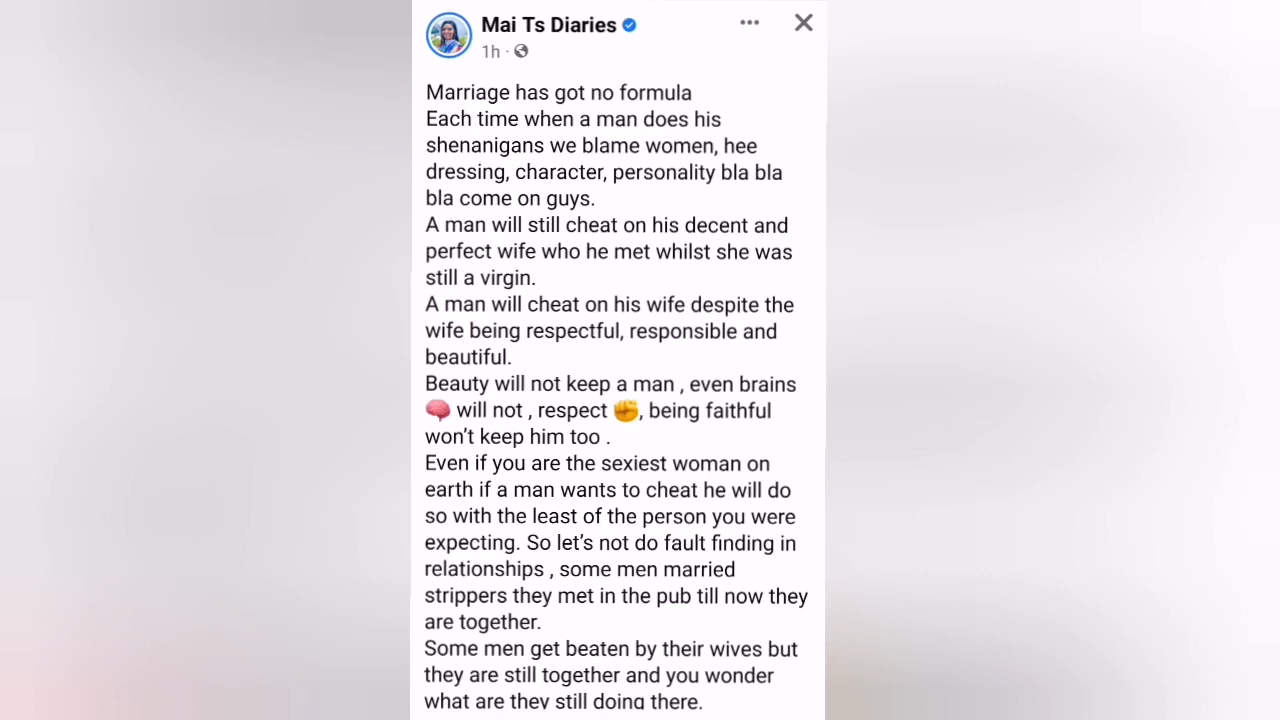 Mai Ts Diaries
1h ·
Marriage has got no formula
Each time when a man does his
shenanigans we blame women, hee
dressing, character, personality bla bla
bla come on guys.
A man will still cheat on his decent and
perfect wife who he met whilst she was
still a virgin.
A man will cheat on his wife despite the
wife being respectful, responsible and
beautiful.
Beauty will not keep a man , even brains
🧠 will not , respect ✊, being faithful
won't keep him too .
Even if you are the sexiest woman on
earth if a man wants to cheat he will do
so with the least of the person you were
expecting. So let's not do fault finding in
relationships , some men married
strippers they met in the pub till now they
are together.
Some men get beaten by their wives but
they are still together and you wonder
what are they still doing there.